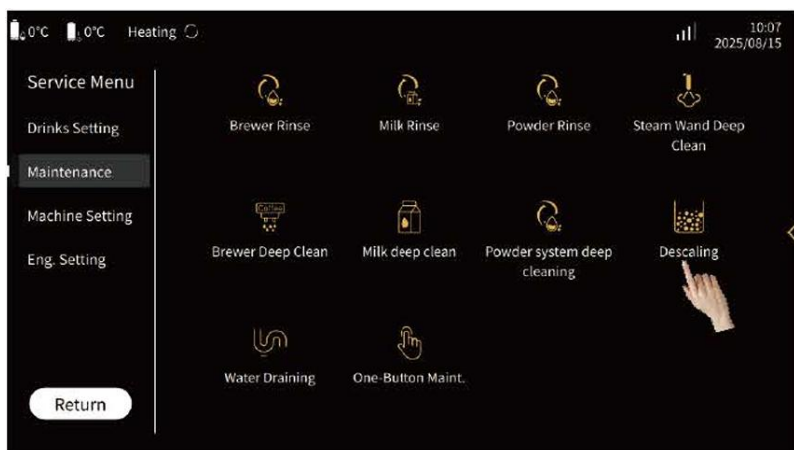 0°C 0°C Heating
10:07
2025/08/15
Service Menu
Drinks Setting
Maintenance
Machine Setting
Eng. Setting
Return
Brewer Rinse
Milk Rinse
Powder Rinse
Steam Wand Deep
Clean
Coffee
Brewer Deep Clean
Milk deep clean
Powder system deep
cleaning
Descaling
Water Draining
One-Button Maint.